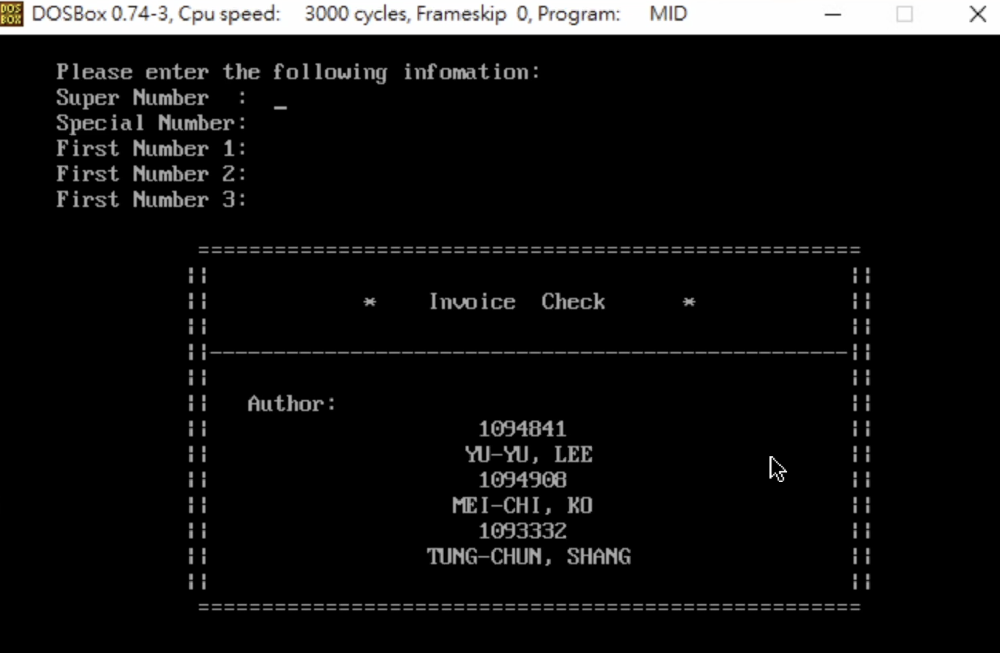 DOS BOX DOSBox 0.74-3, Cpu speed: 3000 cycles, Frameskip 0, Program: MID
Please enter the following infomation:
Super Number : _
Special Number:
First Number 1:
First Number 2:
First Number 3:
====================================================
||                                                   ||
||            *    Invoice  Check      *            ||
||                                                   ||
||--------------------------------------------------||
||                                                   ||
||   Author:                                         ||
||                     1094841                       ||
||                    YU-YU, LEE                     ||
||                     1094908                       ||
||                   MEI-CHI, KO                     ||
||                     1093332                       ||
||                 TUNG-CHUN, SHANG                  ||
||                                                   ||
====================================================